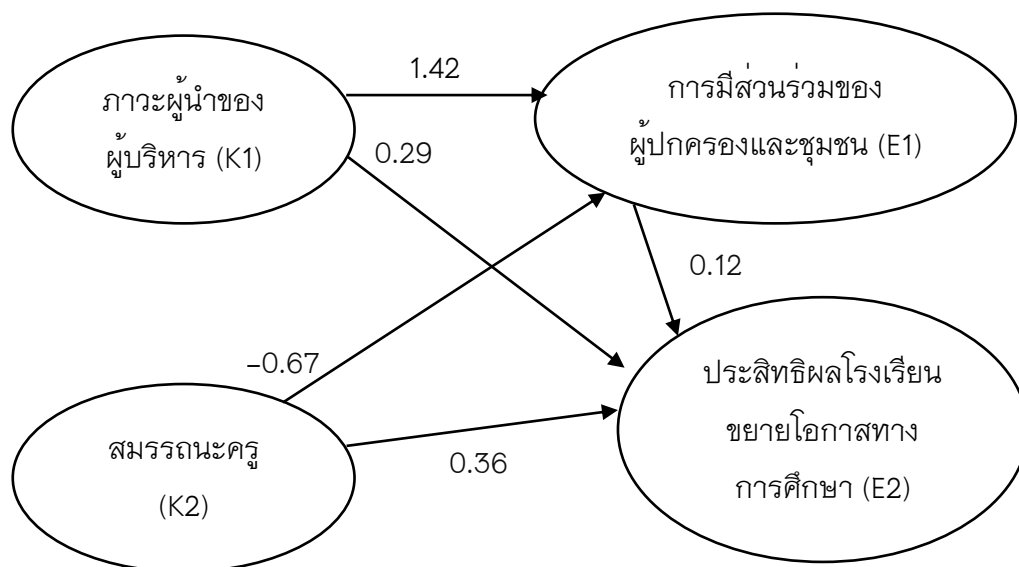 ภาวะผู้นำของ
ผู้บริหาร (K1)
1.42
การมีส่วนร่วมของ
ผู้ปกครองและชุมชน (E1)
0.29
0.12
-0.67
สมรรถนะครู
(K2)
0.36
ประสิทธิผลโรงเรียน
ขยายโอกาสทาง
การศึกษา (E2)